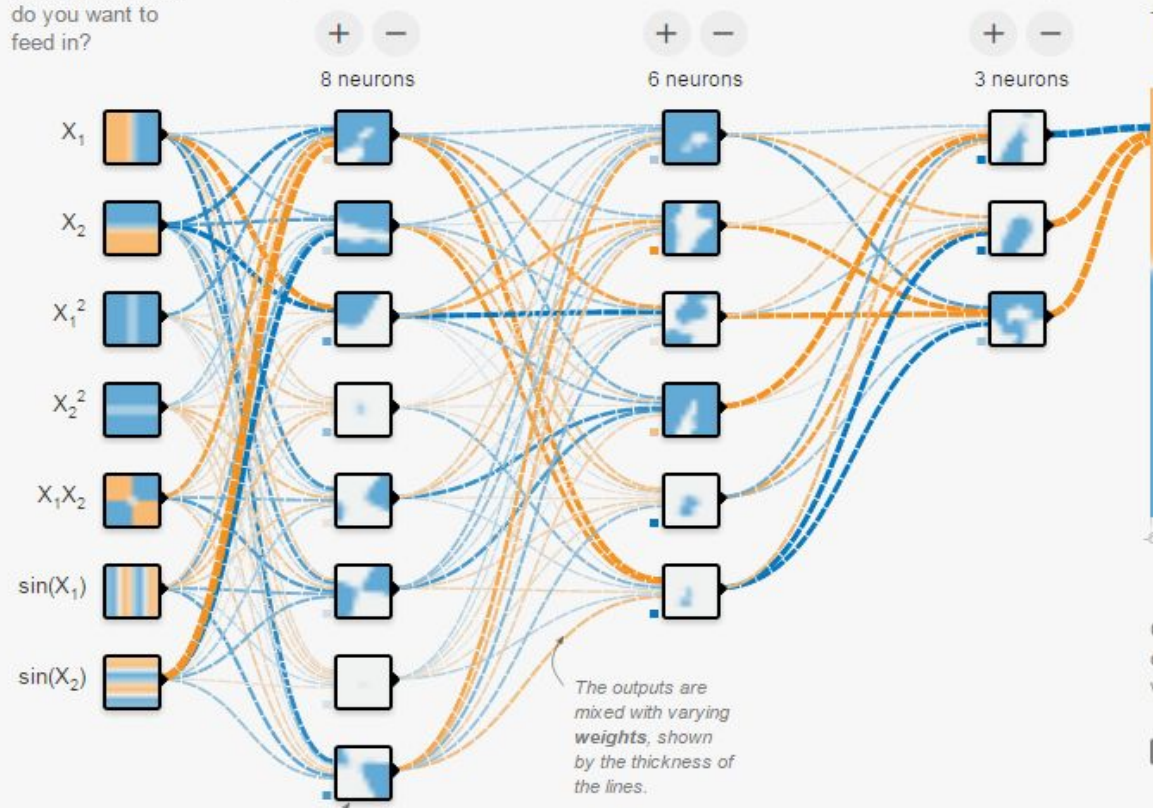 do you want to
feed in?
+ −
+ −
+ −
8 neurons
6 neurons
3 neurons
X₁
X₂
X₁²
X₂²
X₁X₂
sin(X₁)
sin(X₂)
The outputs are
mixed with varying
weights, shown
by the thickness of
the lines.